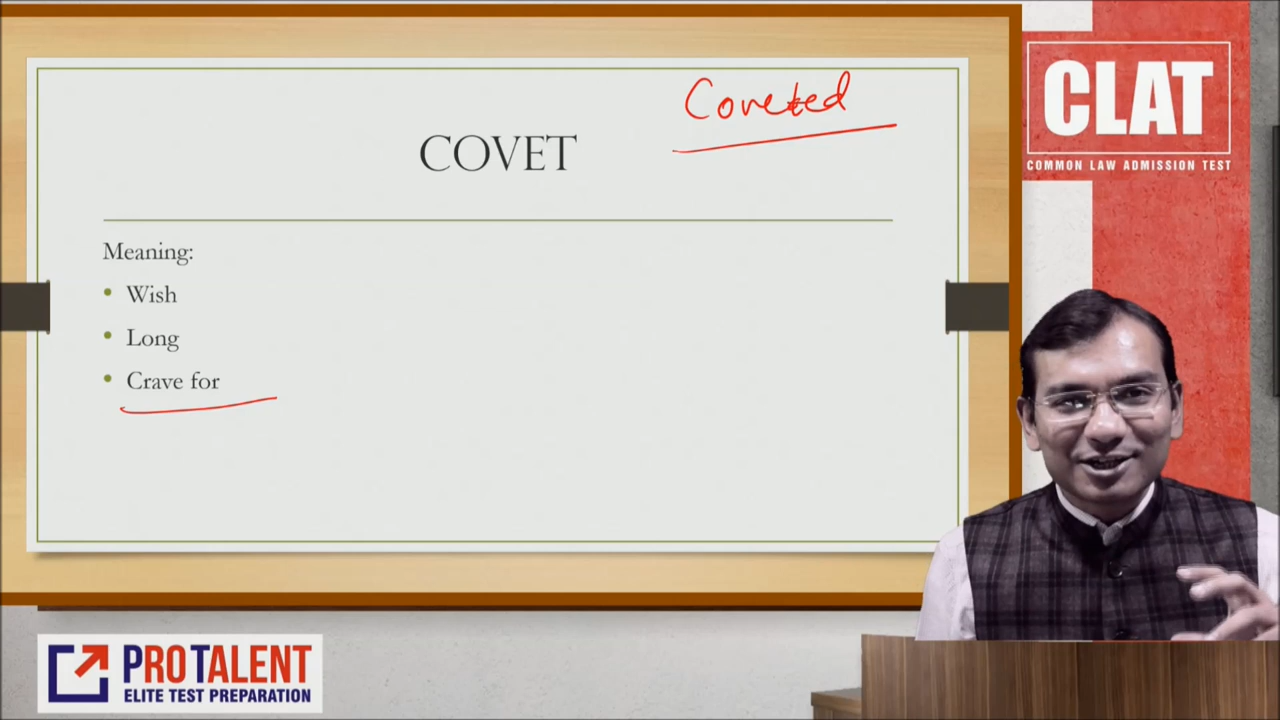 Coveted
COVET
Meaning:
• Wish
• Long
• Crave for
CLAT
COMMON LAW ADMISSION TEST
PROTALENT
ELITE TEST PREPARATION